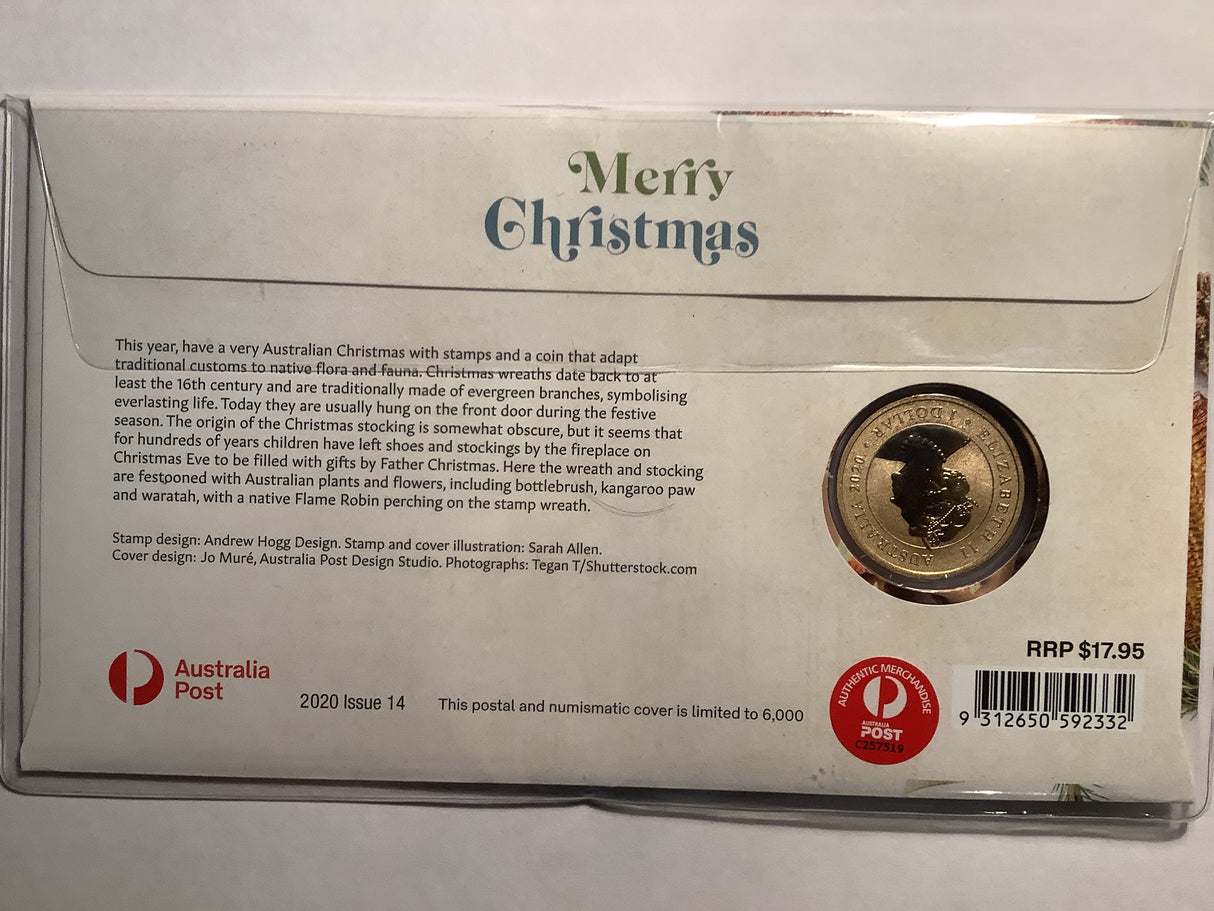 Merry
Christmas
This year, have a very Australian Christmas with stamps and a coin that adapt
traditional customs to native flora and fauna. Christmas wreaths date back to at
least the 16th century and are traditionally made of evergreen branches, symbolising
everlasting life. Today they are usually hung on the front door during the festive
season. The origin of the Christmas stocking is somewhat obscure, but it seems that
for hundreds of years children have left shoes and stockings by the fireplace on
Christmas Eve to be filled with gifts by Father Christmas. Here the wreath and stocking
are festooned with Australian plants and flowers, including bottlebrush, kangaroo paw
and waratah, with a native Flame Robin perching on the stamp wreath.
Stamp design: Andrew Hogg Design. Stamp and cover illustration: Sarah Allen.
Cover design: Jo Muré, Australia Post Design Studio. Photographs: Tegan T/Shutterstock.com
ELIZABETH II AUSTRALIA 2020 · 1 DOLLAR ·
RRP $17.95
Australia
Post
2020 Issue 14
This postal and numismatic cover is limited to 6,000
AUTHENTIC MERCHANDISE
AUSTRALIA
POST
C257519
9 312650 592332